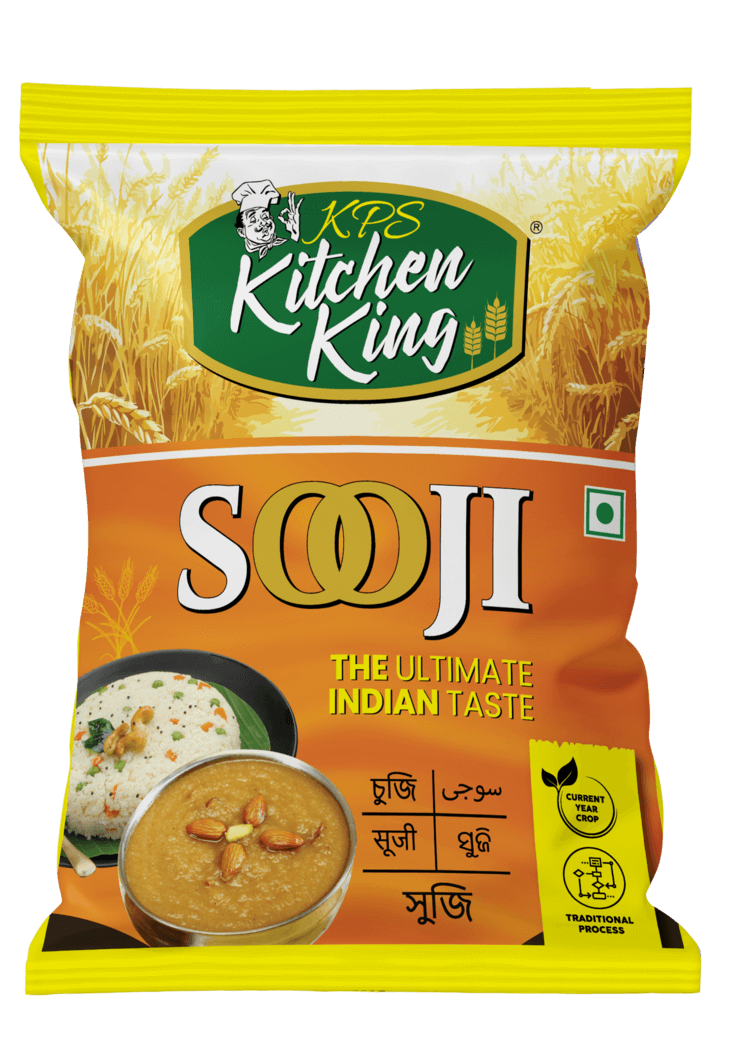 KPS
Kitchen
King
®
SOOJI
THE ULTIMATE
INDIAN TASTE
চুজি
سوجی
सूजी
ସୁଜି
সুজি
CURRENT
YEAR
CROP
TRADITIONAL
PROCESS